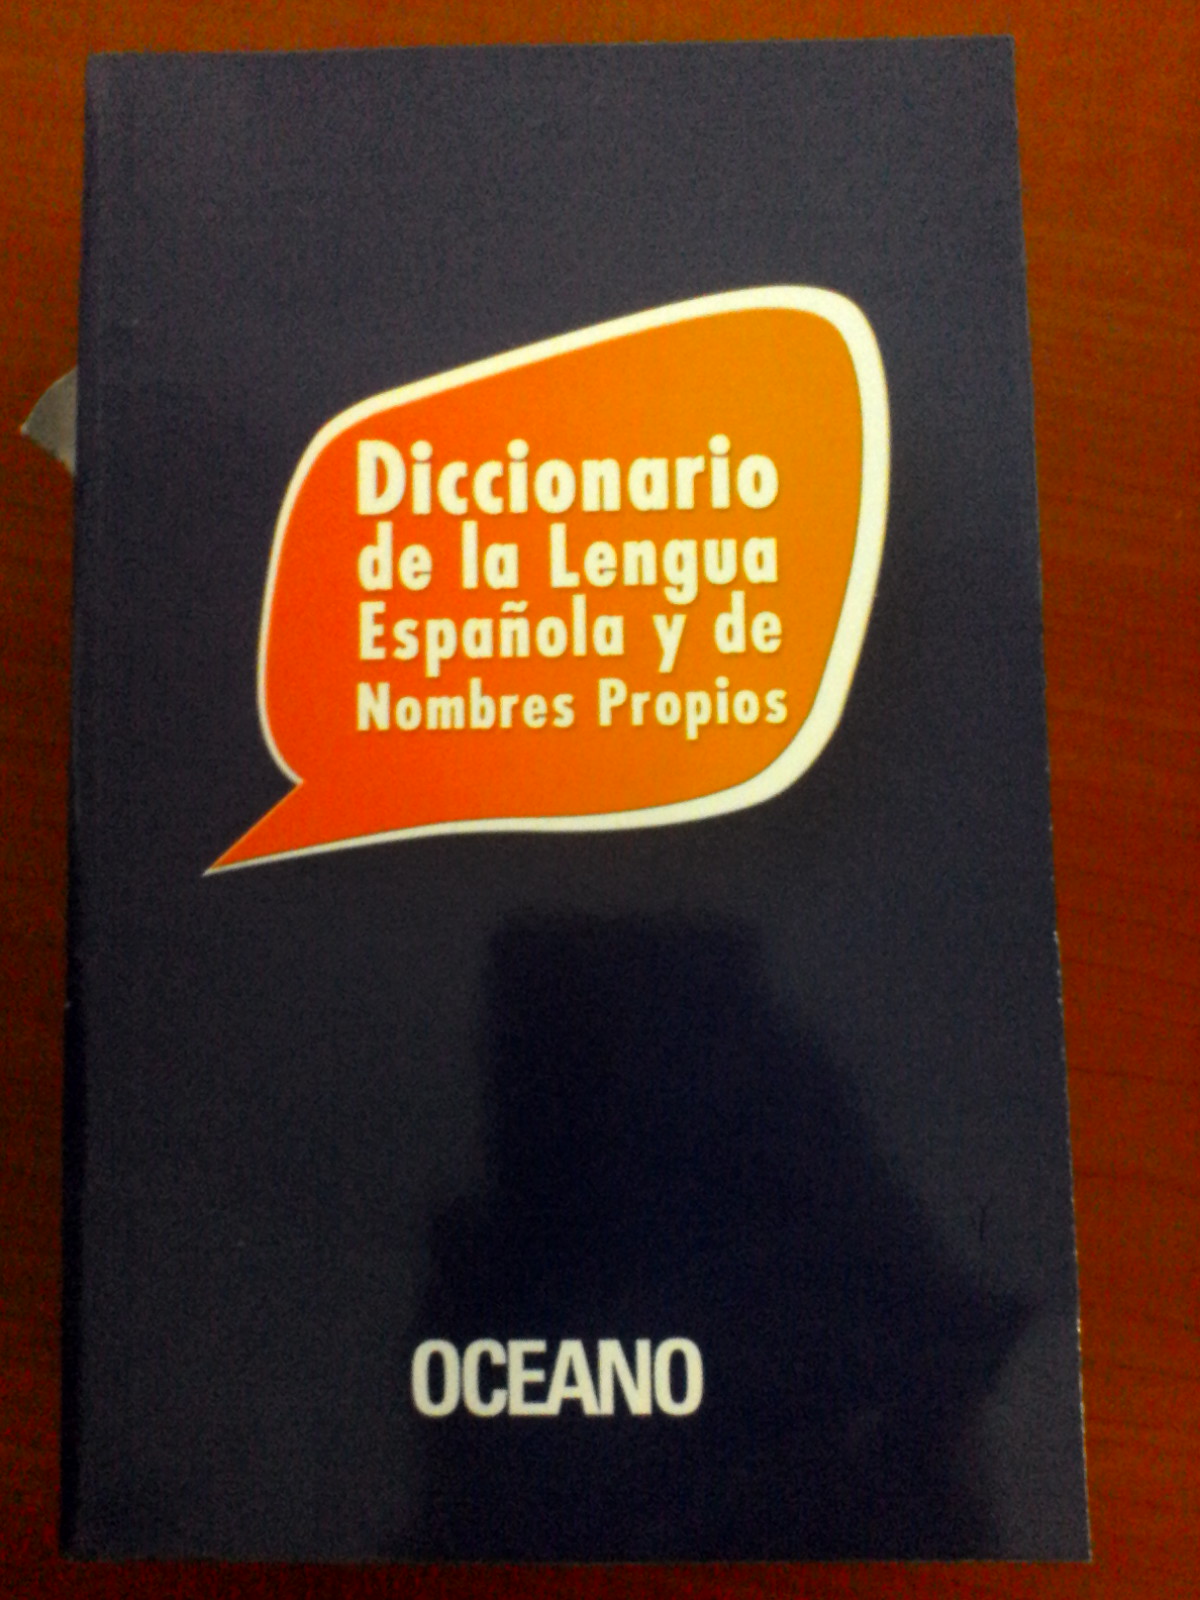 Diccionario
de la Lengua
Española y de
Nombres Propios
OCEANO